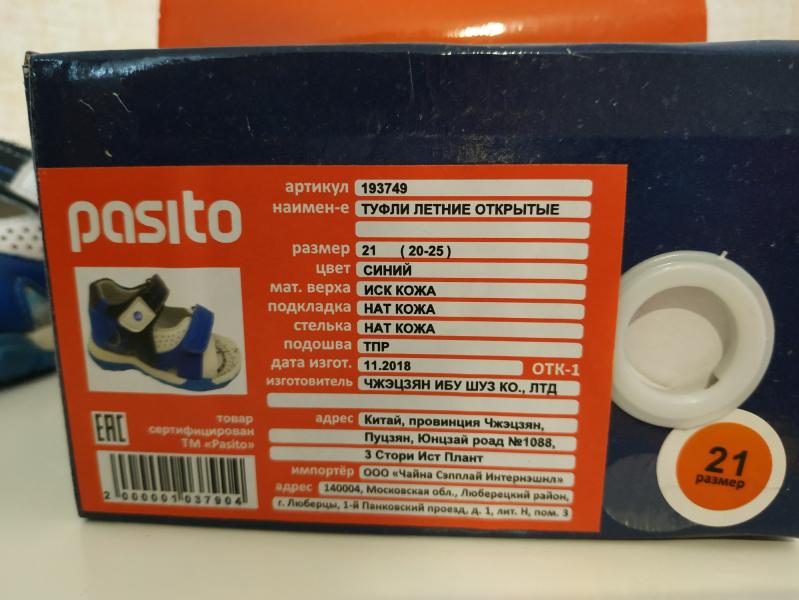 pasito
артикул 193749
наимен-е ТУФЛИ ЛЕТНИЕ ОТКРЫТЫЕ
размер 21 (20-25)
цвет СИНИЙ
мат. верха ИСК КОЖА
подкладка НАТ КОЖА
стелька НАТ КОЖА
подошва ТПР
дата изгот. 11.2018 ОТК-1
изготовитель ЧЖЭЦЗЯН ИБУ ШУЗ КО., ЛТД
адрес Китай, провинция Чжэцзян,
Пуцзян, Юнцзай роад №1088,
3 Стори Ист Плант
импортёр ООО «Чайна Сэпплай Интернэшнл»
адрес 140004, Московская обл., Люберецкий район,
г. Люберцы, 1-й Панковский проезд, д. 1, лит. Н, пом. 3
EAC
товар
сертифицирован
ТМ «Pasito»
2 000001 037904
21
размер